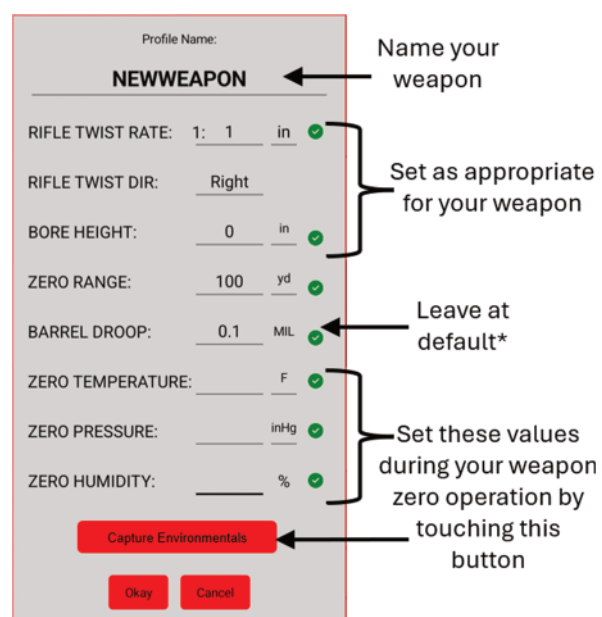 Profile Name:
NEWWEAPON
Name your
weapon
RIFLE TWIST RATE: 1: 1 in
RIFLE TWIST DIR: Right
BORE HEIGHT: 0 in
Set as appropriate
for your weapon
ZERO RANGE: 100 yd
BARREL DROOP: 0.1 MIL
Leave at
default*
ZERO TEMPERATURE: F
ZERO PRESSURE: inHg
ZERO HUMIDITY: %
Set these values
during your weapon
zero operation by
touching this
button
Capture Environmentals
Okay Cancel